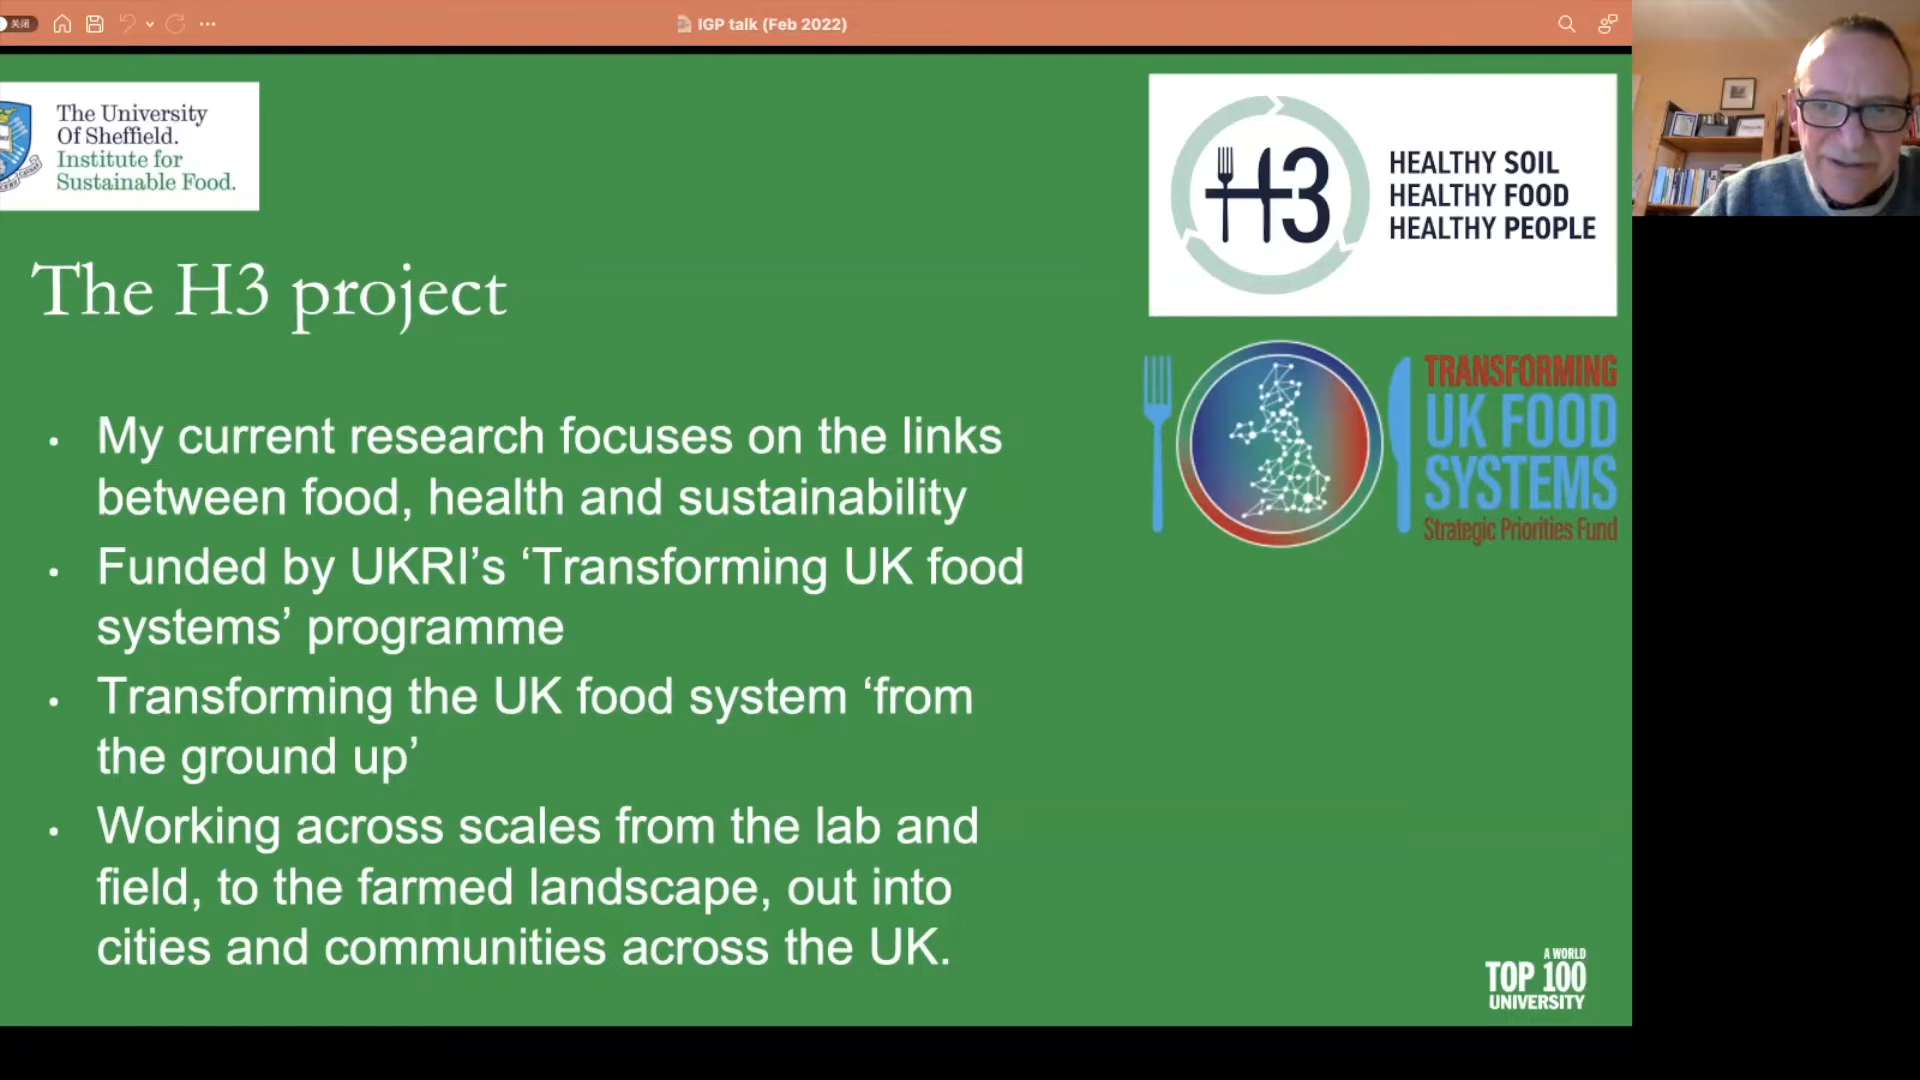 关闭
IGP talk (Feb 2022)
The University
Of Sheffield.
Institute for
Sustainable Food.
H3
HEALTHY SOIL
HEALTHY FOOD
HEALTHY PEOPLE
The H3 project
TRANSFORMING
UK FOOD
SYSTEMS
Strategic Priorities Fund
• My current research focuses on the links
between food, health and sustainability
• Funded by UKRI’s ‘Transforming UK food
systems’ programme
• Transforming the UK food system ‘from
the ground up’
• Working across scales from the lab and
field, to the farmed landscape, out into
cities and communities across the UK.
A WORLD
TOP 100
UNIVERSITY